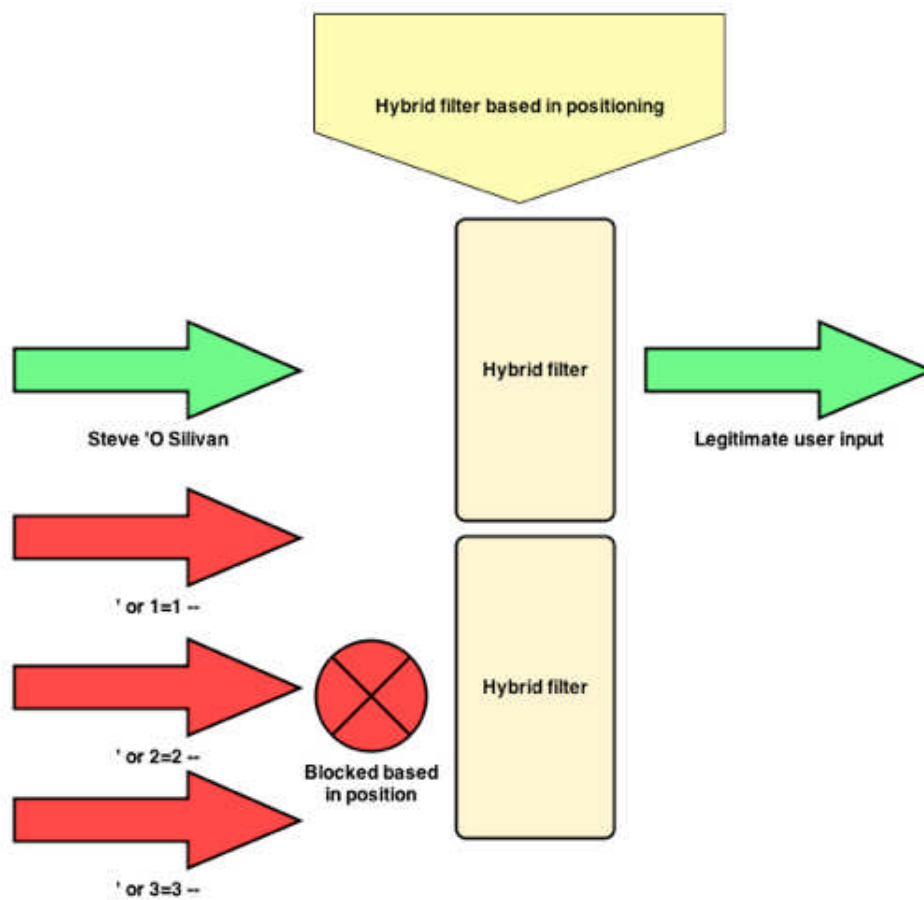 Hybrid filter based in positioning
Hybrid filter
Steve 'O Silivan
Legitimate user input
' or 1=1 --
Hybrid filter
' or 2=2 --
Blocked based
in position
' or 3=3 --